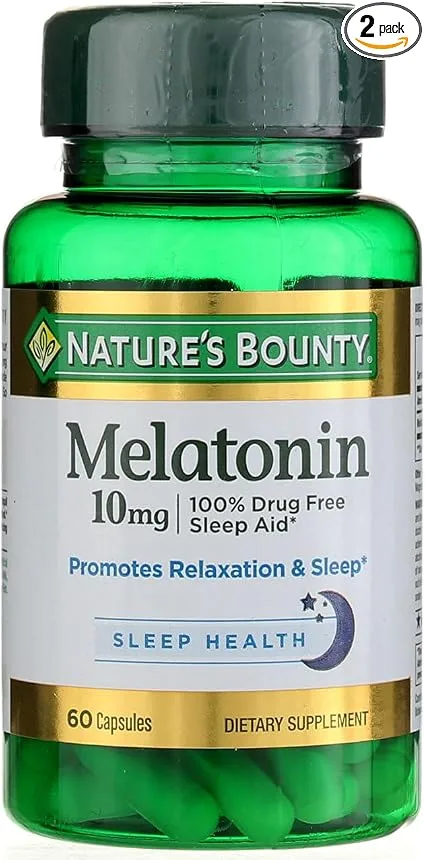 2
pack
NATURE'S BOUNTY®
Melatonin
10mg | 100% Drug Free
Sleep Aid*
Promotes Relaxation & Sleep*
SLEEP HEALTH
60 Capsules DIETARY SUPPLEMENT